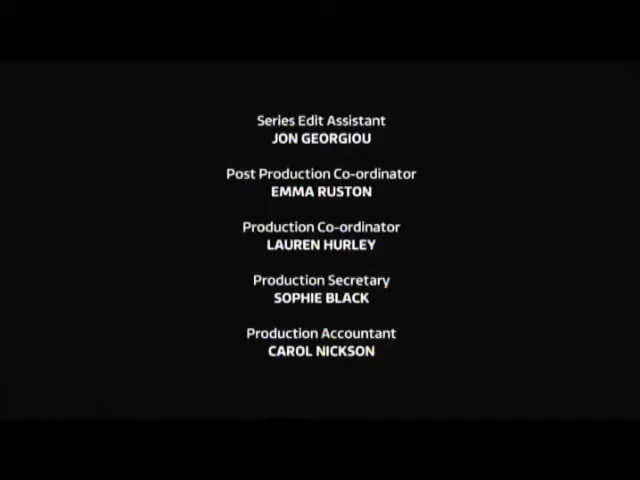 Series Edit Assistant
JON GEORGIOU
Post Production Co-ordinator
EMMA RUSTON
Production Co-ordinator
LAUREN HURLEY
Production Secretary
SOPHIE BLACK
Production Accountant
CAROL NICKSON